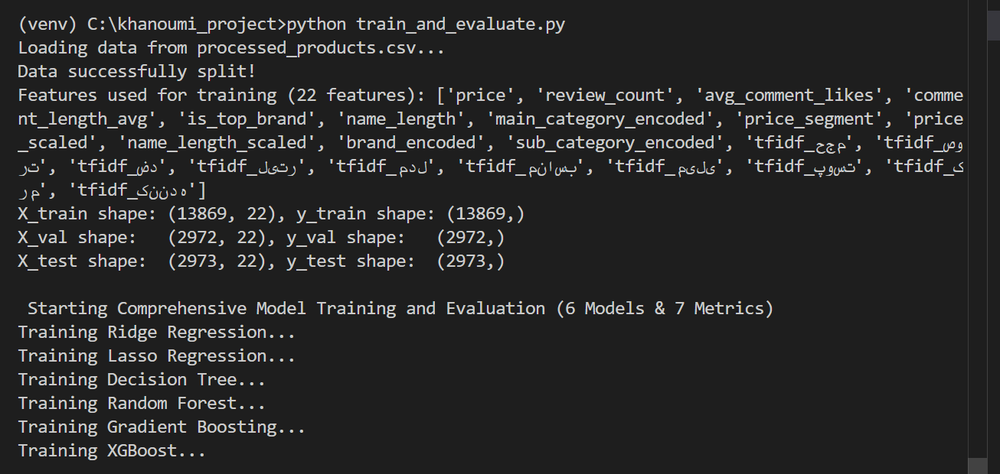 (venv) C:\khanoumi_project>python train_and_evaluate.py
Loading data from processed_products.csv...
Data successfully split!
Features used for training (22 features): ['price', 'review_count', 'avg_comment_likes', 'comme
nt_length_avg', 'is_top_brand', 'name_length', 'main_category_encoded', 'price_segment', 'price
_scaled', 'name_length_scaled', 'brand_encoded', 'sub_category_encoded', 'tfidf_حجم', 'tfidf_صو
رت', 'tfidf_ضد', 'tfidf_لیتر', 'tfidf_مدل', 'tfidf_مناسب', 'tfidf_میلی', 'tfidf_پوست', 'tfidf_ک
رم', 'tfidf_کننده']
X_train shape: (13869, 22), y_train shape: (13869,)
X_val shape:   (2972, 22), y_val shape:   (2972,)
X_test shape:  (2973, 22), y_test shape:  (2973,)
Starting Comprehensive Model Training and Evaluation (6 Models & 7 Metrics)
Training Ridge Regression...
Training Lasso Regression...
Training Decision Tree...
Training Random Forest...
Training Gradient Boosting...
Training XGBoost...